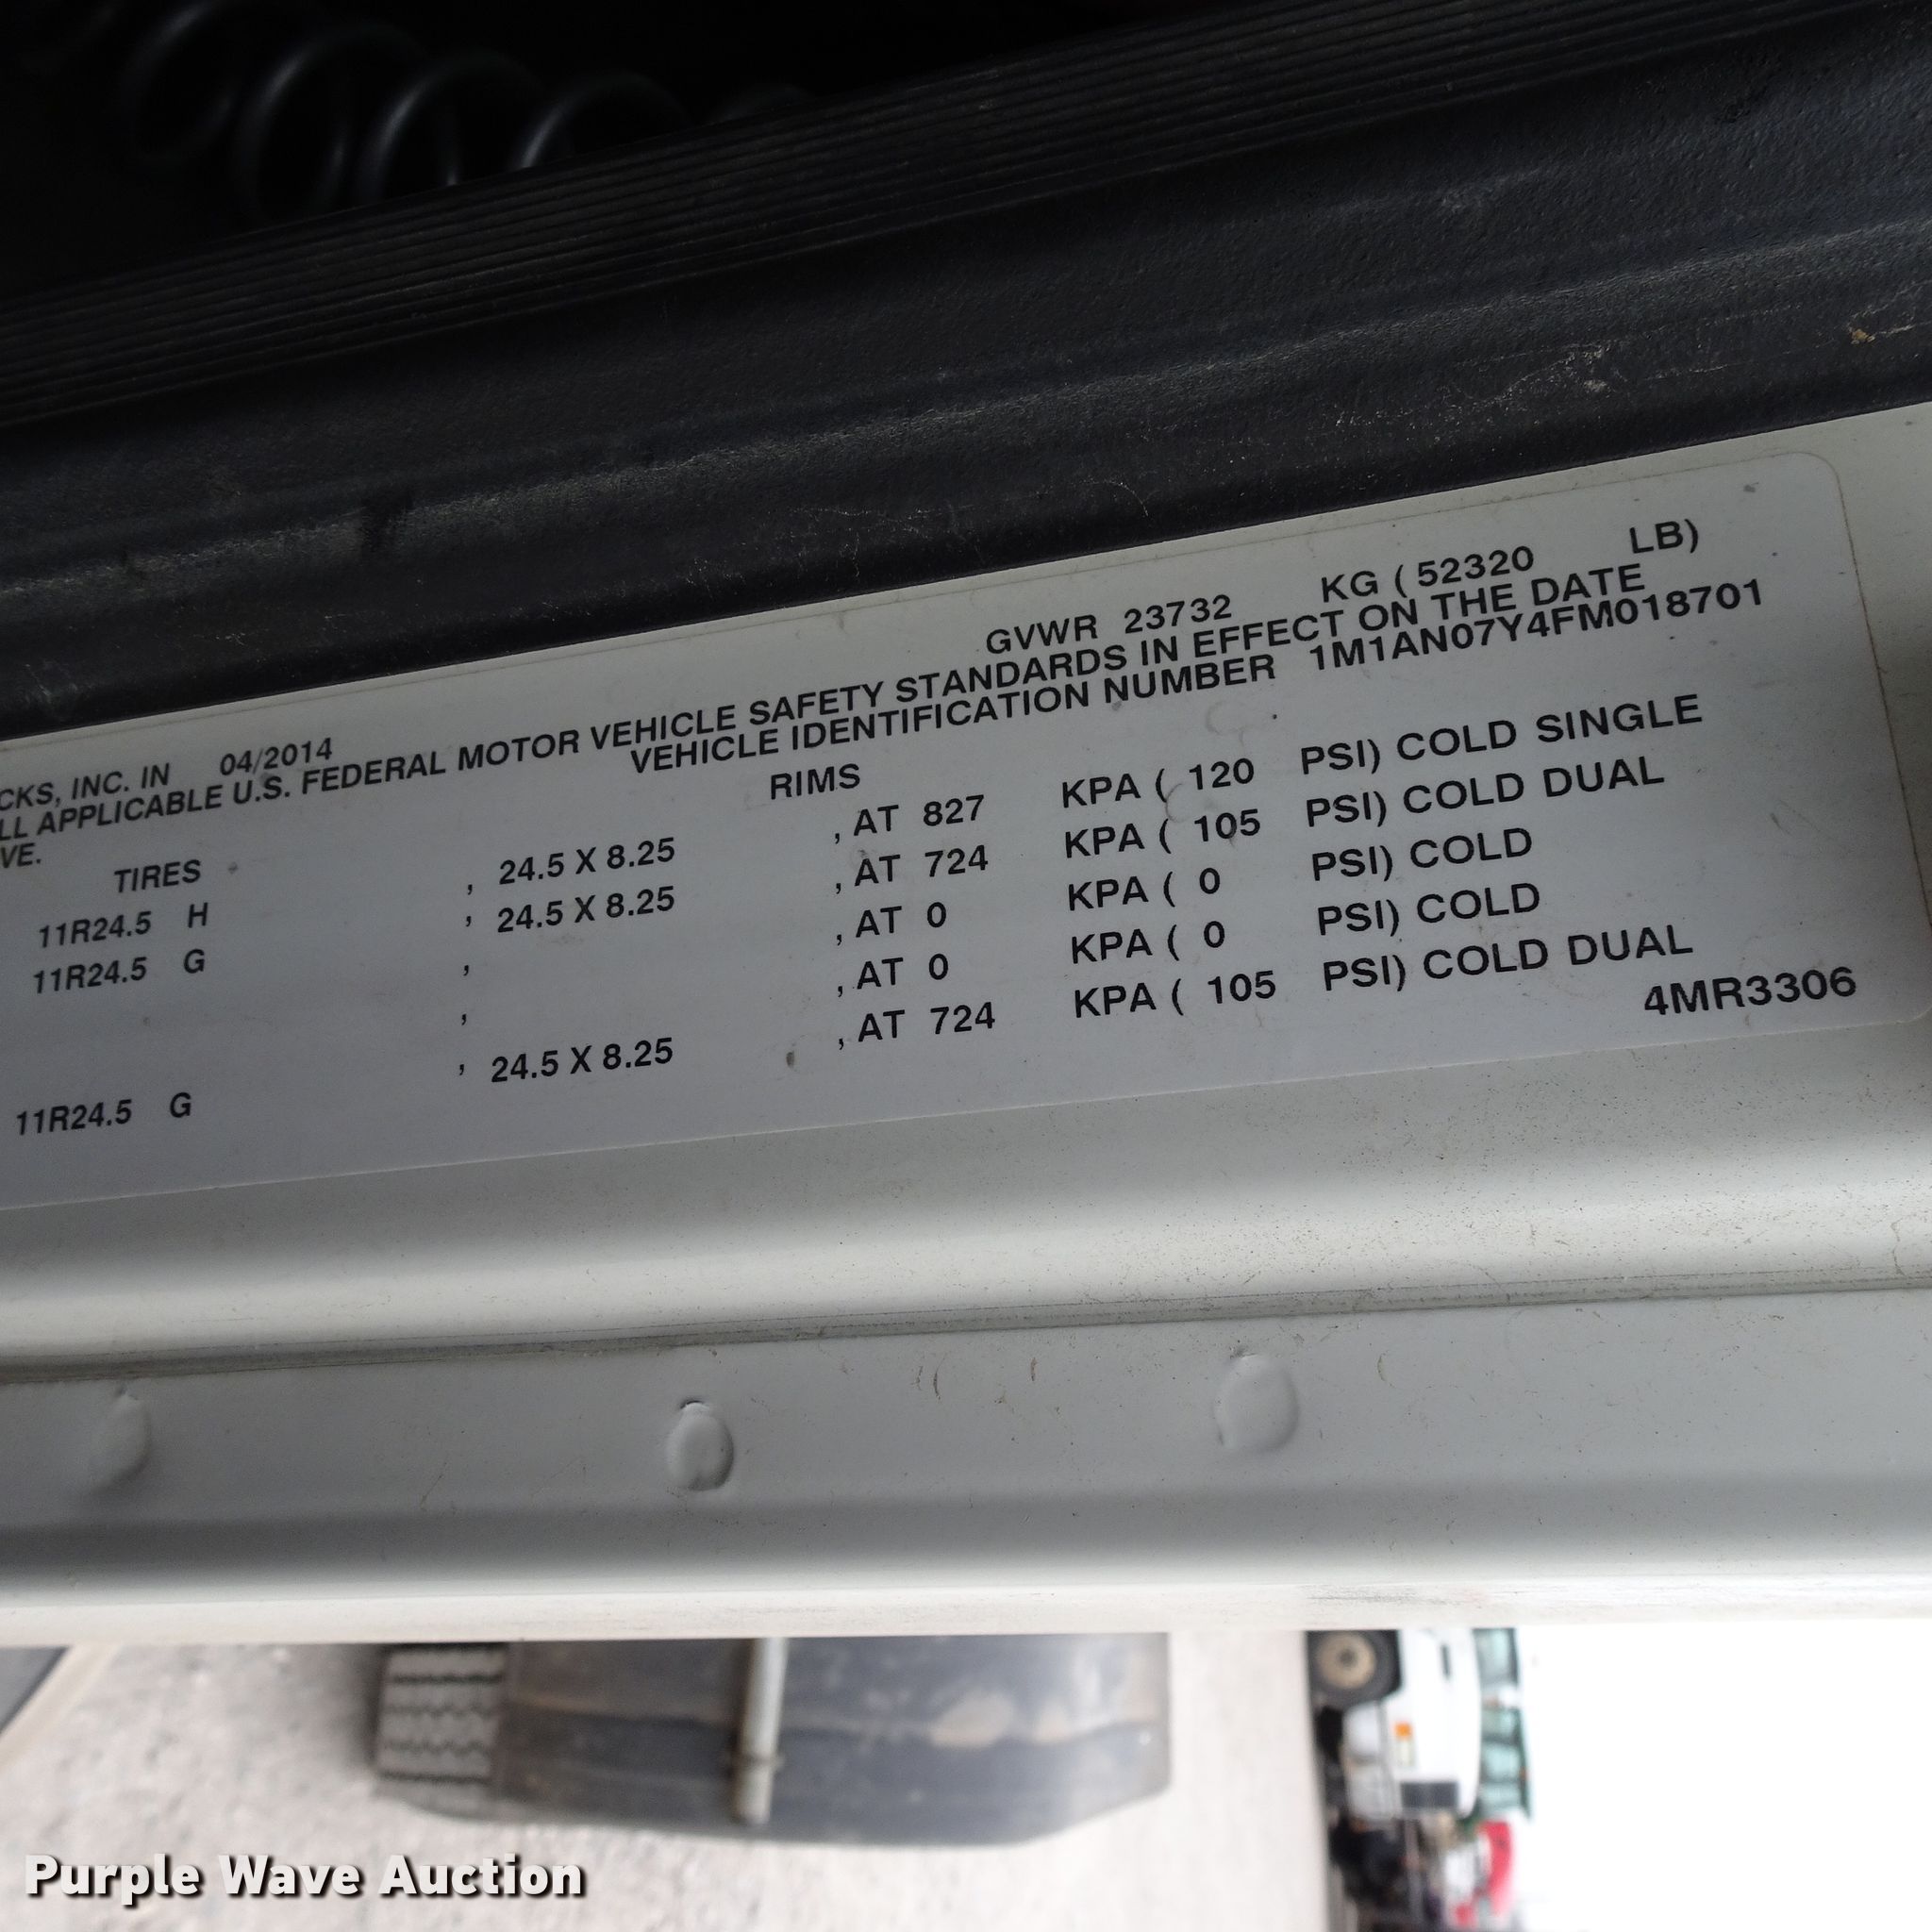 GVWR 23732 KG ( 52320 LB)
CKS, INC. IN 04/2014
LL APPLICABLE U.S. FEDERAL MOTOR VEHICLE SAFETY STANDARDS IN EFFECT ON THE DATE
VE. VEHICLE IDENTIFICATION NUMBER 1M1AN07Y4FM018701
TIRES RIMS
11R24.5 H , 24.5 X 8.25 , AT 827 KPA ( 120 PSI) COLD SINGLE
11R24.5 G , 24.5 X 8.25 , AT 724 KPA ( 105 PSI) COLD DUAL
, , AT 0 KPA ( 0 PSI) COLD
, , AT 0 KPA ( 0 PSI) COLD
11R24.5 G , 24.5 X 8.25 , AT 724 KPA ( 105 PSI) COLD DUAL
4MR3306
Purple Wave Auction